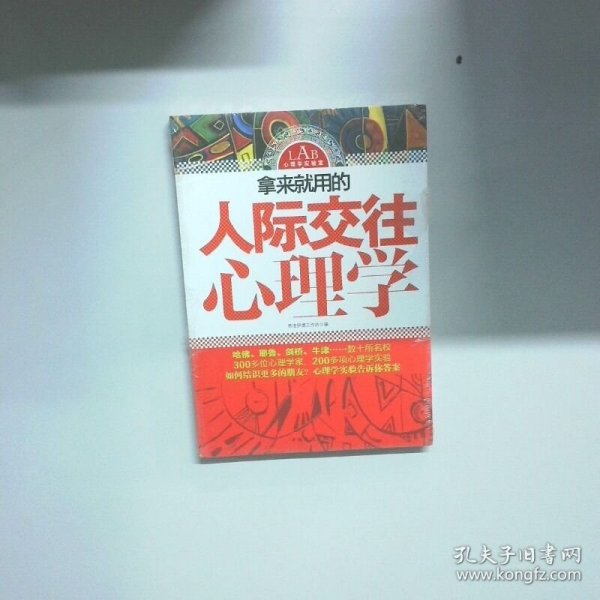 LAB
心理学实验室
拿来就用的
人际交往
心理学
哈佛、耶鲁、剑桥、牛津……数十所名校
300多位心理学家，200多项心理学实验
如何结识更多的朋友？心理学实验告诉你答案
孔夫子旧书网
www.kongfz.com